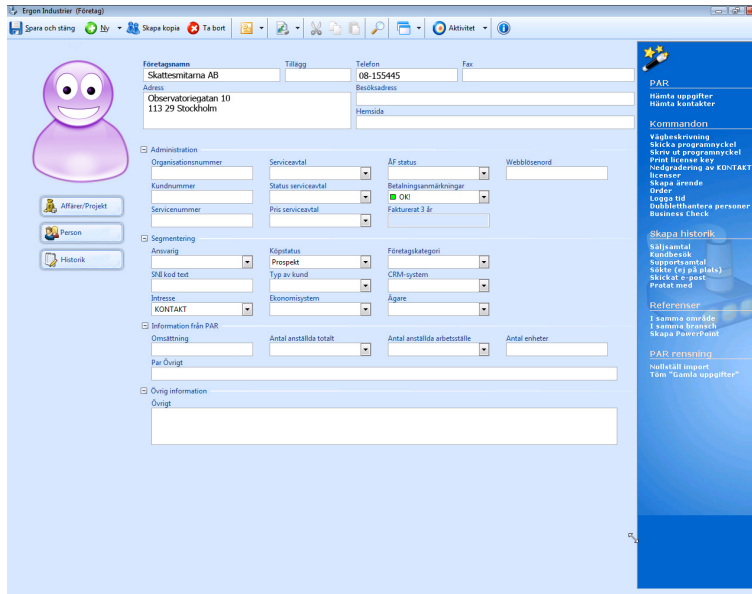 Ergon Industrier (Företag)
Spara och stäng Ny Skapa kopia Ta bort Aktivitet
Företagsnamn Tillägg Telefon Fax
Skattesmitarna AB 08-155445
Adress Besöksadress
Observatoriegatan 10
113 29 Stockholm
Hemsida
Administration
Organisationsnummer Serviceavtal ÅF status Webblösenord
Kundnummer Status serviceavtal Betalningsanmärkningar
OK!
Servicenummer Pris serviceavtal Fakturerat 3 år
Affärer/Projekt
Person
Historik
Segmentering
Ansvarig Köpstatus Företagskategori
Prospekt
SNI kod text Typ av kund CRM-system
Intresse Ekonomisystem Ägare
KONTAKT
Information från PAR
Omsättning Antal anställda totalt Antal anställda arbetsställe Antal enheter
Par Övrigt
Övrig information
Övrigt
PAR
Hämta uppgifter
Hämta kontakter
Kommandon
Vägbeskrivning
Skicka programnyckel
Skriv ut programnyckel
Print license key
Nedgradering av KONTAKT
licenser
Skapa ärende
Order
Logga tid
Dubbletthantera personer
Business Check
Skapa historik
Säljsamtal
Kundbesök
Supportsamtal
Sökte (ej på plats)
Skickat e-post
Pratat med
Referenser
I samma område
I samma bransch
Skapa PowerPoint
PAR rensning
Nollställ import
Töm "Gamla uppgifter"